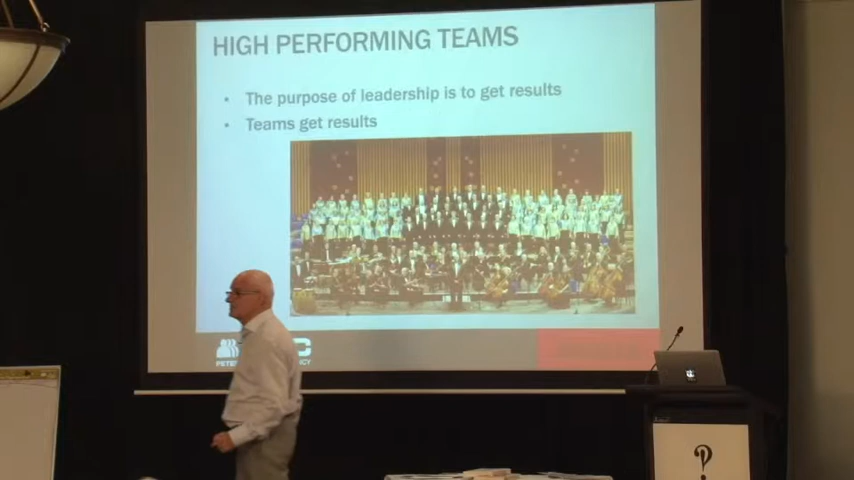 HIGH PERFORMING TEAMS
• The purpose of leadership is to get results
• Teams get results